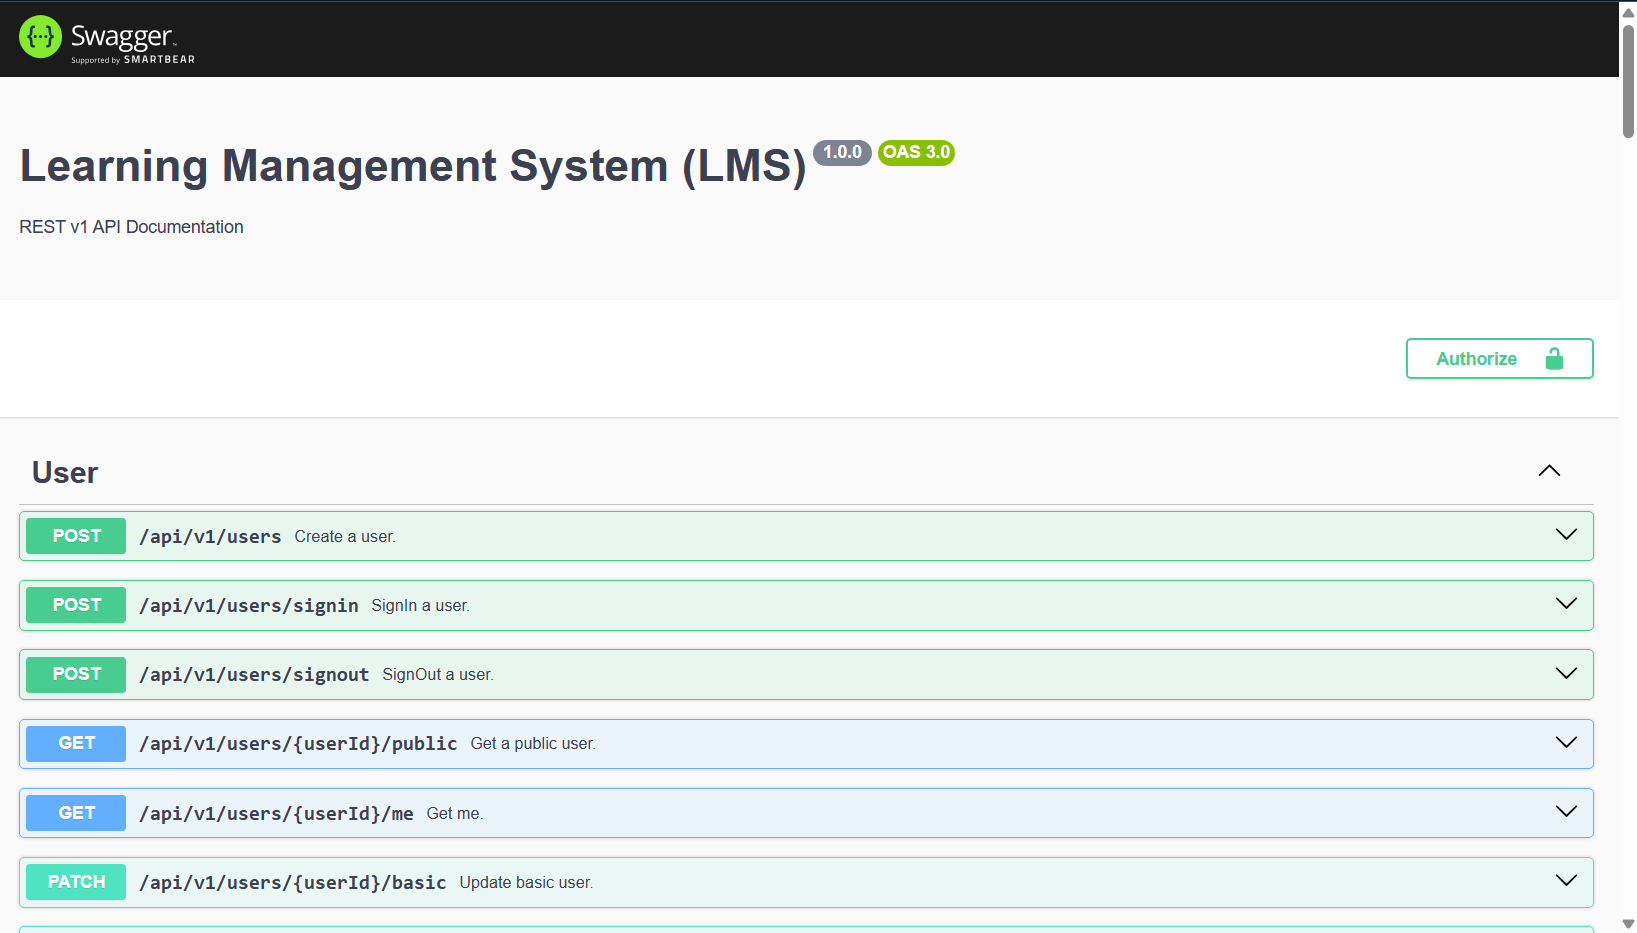 {···} Swagger™
Supported by SMARTBEAR
Learning Management System (LMS) 1.0.0 OAS 3.0
REST v1 API Documentation
Authorize
User
POST /api/v1/users Create a user.
POST /api/v1/users/signin SignIn a user.
POST /api/v1/users/signout SignOut a user.
GET /api/v1/users/{userId}/public Get a public user.
GET /api/v1/users/{userId}/me Get me.
PATCH /api/v1/users/{userId}/basic Update basic user.